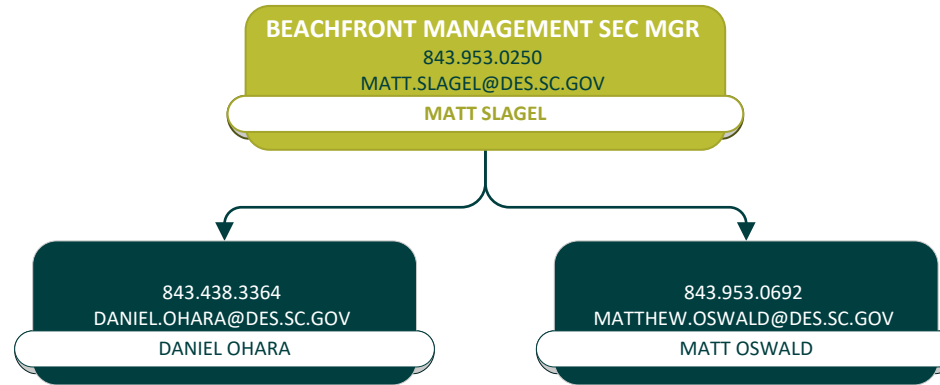 BEACHFRONT MANAGEMENT SEC MGR
843.953.0250
MATT.SLAGEL@DES.SC.GOV
MATT SLAGEL
843.438.3364
DANIEL.OHARA@DES.SC.GOV
DANIEL OHARA
843.953.0692
MATTHEW.OSWALD@DES.SC.GOV
MATT OSWALD